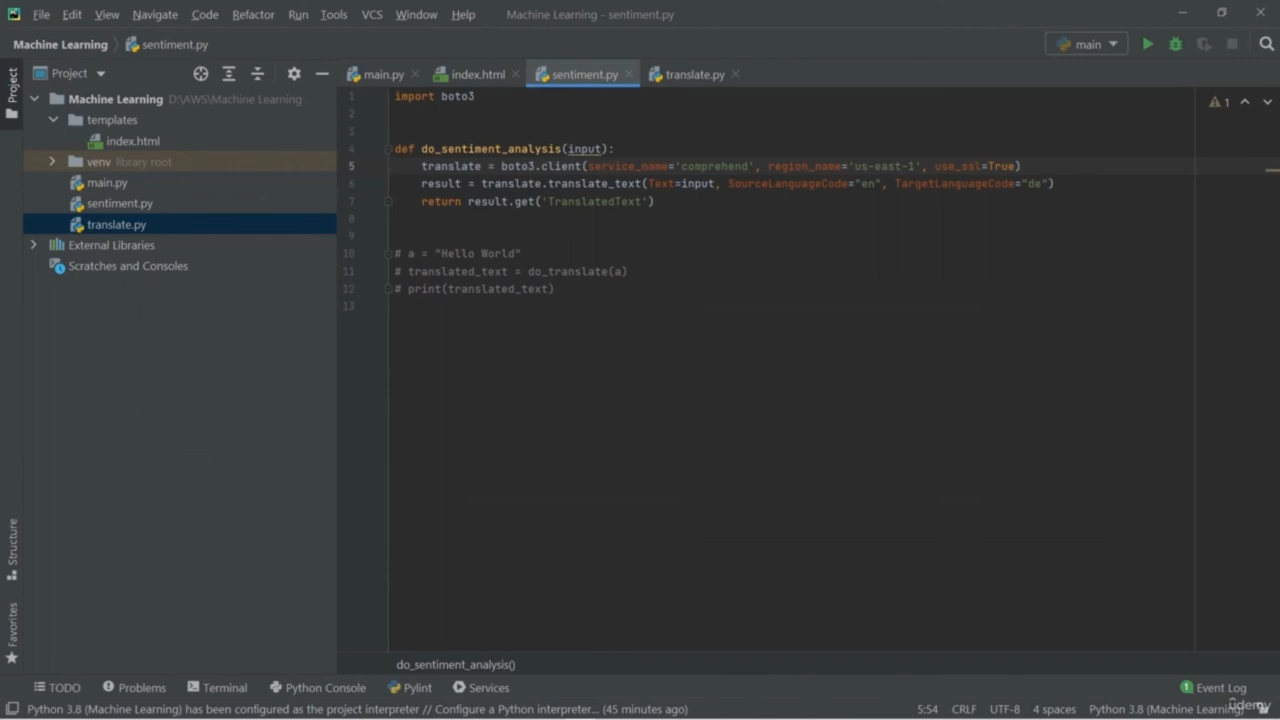 File Edit View Navigate Code Refactor Run Tools VCS Window Help Machine Learning - sentiment.py
Machine Learning sentiment.py main
Project main.py index.html sentiment.py translate.py
Project
Machine Learning D:\AWS\Machine Learning
templates
index.html
venv library root
main.py
sentiment.py
translate.py
External Libraries
Scratches and Consoles
Structure
Favorites
1 import boto3
2
3
4 def do_sentiment_analysis(input):
5 translate = boto3.client(service_name='comprehend', region_name='us-east-1', use_ssl=True)
6 result = translate.translate_text(Text=input, SourceLanguageCode="en", TargetLanguageCode="de")
7 return result.get('TranslatedText')
8
9
10 # a = "Hello World"
11 # translated_text = do_translate(a)
12 # print(translated_text)
13
1
do_sentiment_analysis()
TODO Problems Terminal Python Console Pylint Services 1 Event Log
Python 3.8 (Machine Learning) has been configured as the project interpreter // Configure a Python interpreter... (45 minutes ago) 5:54 CRLF UTF-8 4 spaces Python 3.8 (Machine Learning)
ûdemy